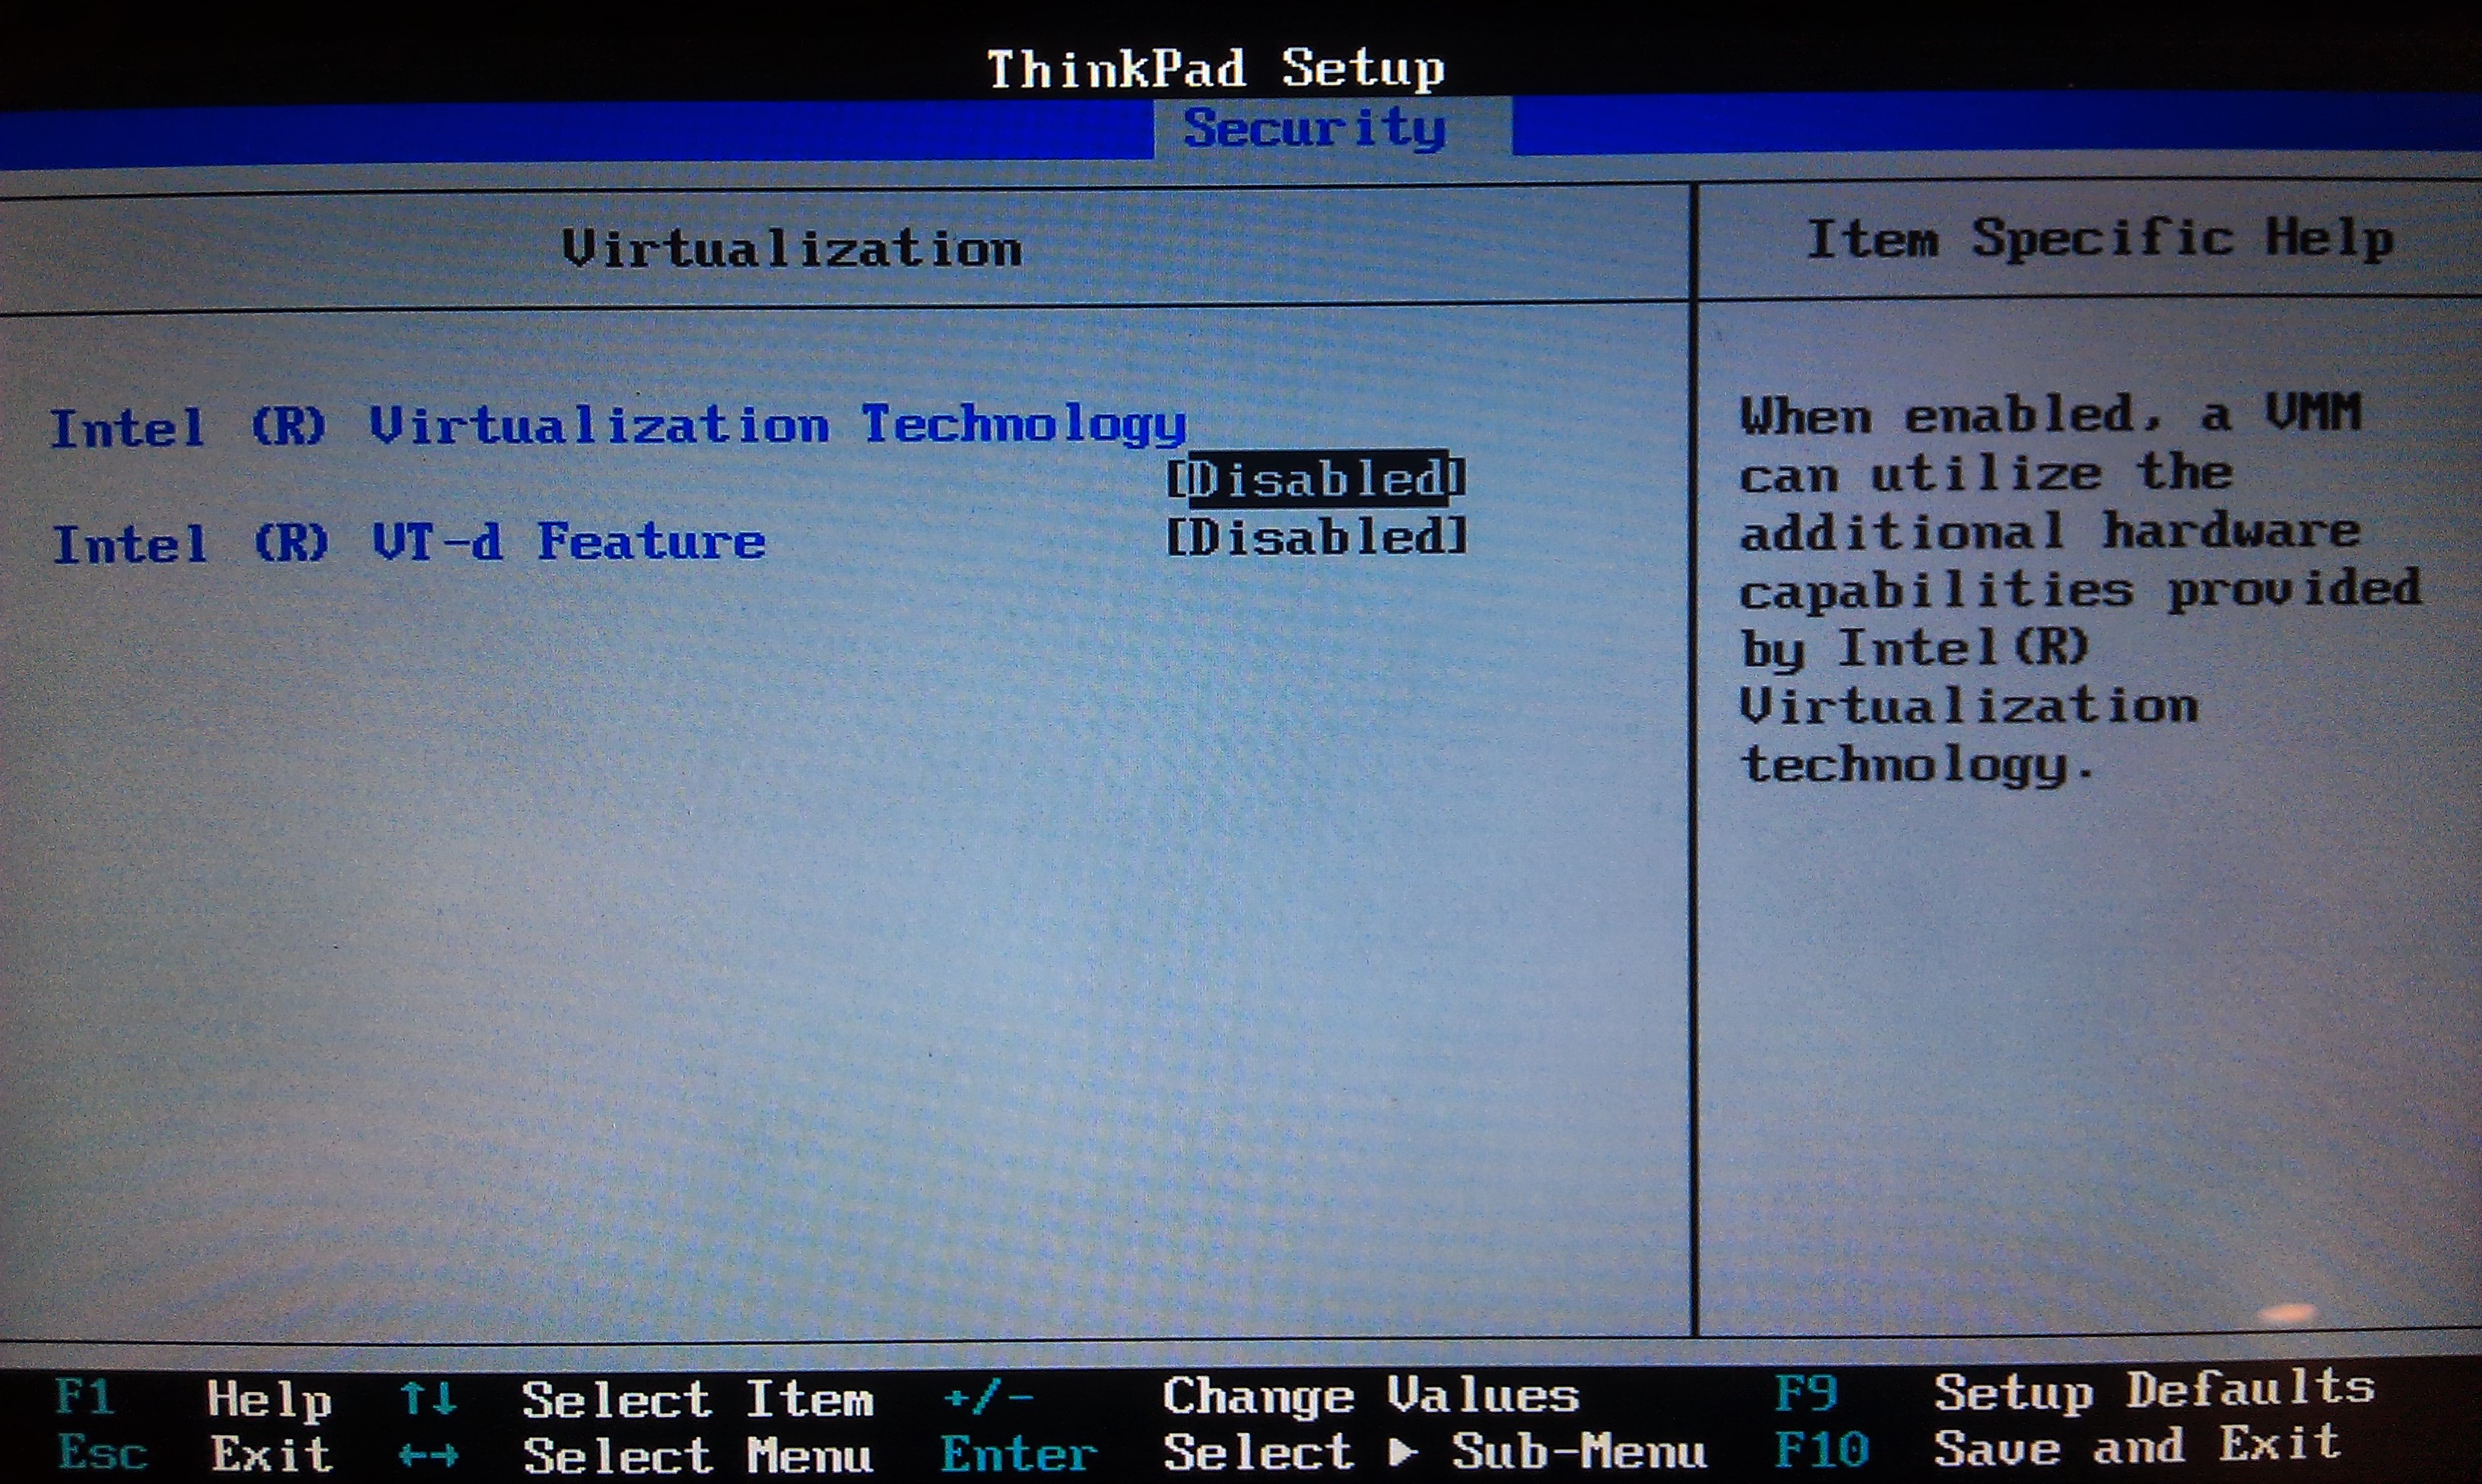 ThinkPad Setup
Security
Virtualization
Item Specific Help
Intel (R) Virtualization Technology
[Disabled]
Intel (R) VT-d Feature [Disabled]
When enabled, a VMM
can utilize the
additional hardware
capabilities provided
by Intel(R)
Virtualization
technology.
F1 Help ↑↓ Select Item +/- Change Values F9 Setup Defaults
Esc Exit ←→ Select Menu Enter Select ▶ Sub-Menu F10 Save and Exit